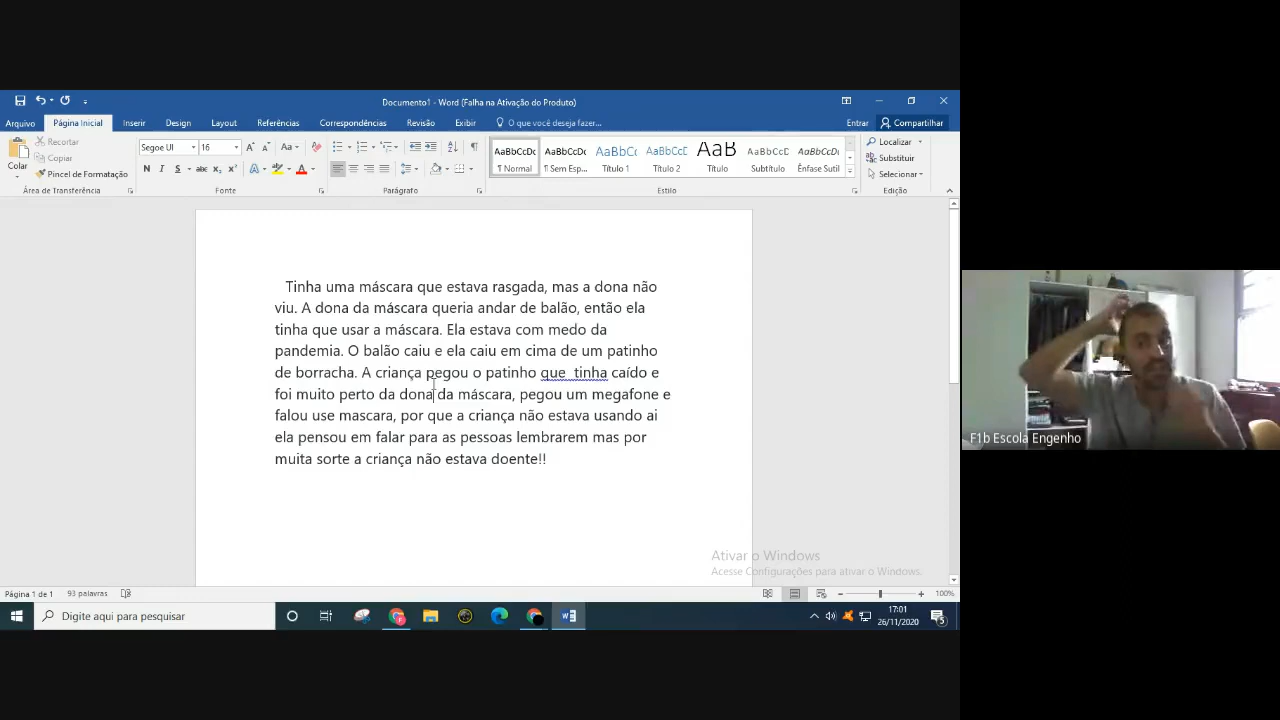 Documento1 - Word (Falha na Ativação do Produto)
Arquivo Página Inicial Inserir Design Layout Referências Correspondências Revisão Exibir O que você deseja fazer... Entrar Compartilhar
Recortar
Copiar
Pincel de Formatação
Colar
Área de Transferência
Segoe UI 16
N I S abc x₂ x²
Fonte
Parágrafo
AaBbCcDc AaBbCcDc AaBbCc AaBbCcD AaB AaBbCcD AaBbCcDı
¶ Normal ¶ Sem Esp... Título 1 Título 2 Título Subtítulo Ênfase Sutil
Estilo
Localizar
Substituir
Selecionar
Edição
Tinha uma máscara que estava rasgada, mas a dona não
viu. A dona da máscara queria andar de balão, então ela
tinha que usar a máscara. Ela estava com medo da
pandemia. O balão caiu e ela caiu em cima de um patinho
de borracha. A criança pegou o patinho que  tinha caído e
foi muito perto da dona da máscara, pegou um megafone e
falou use mascara, por que a criança não estava usando ai
ela pensou em falar para as pessoas lembrarem mas por
muita sorte a criança não estava doente!!
Ativar o Windows
Acesse Configurações para ativar o Windows.
Página 1 de 1 93 palavras 100%
Digite aqui para pesquisar
17:01
26/11/2020
5
F1b Escola Engenho